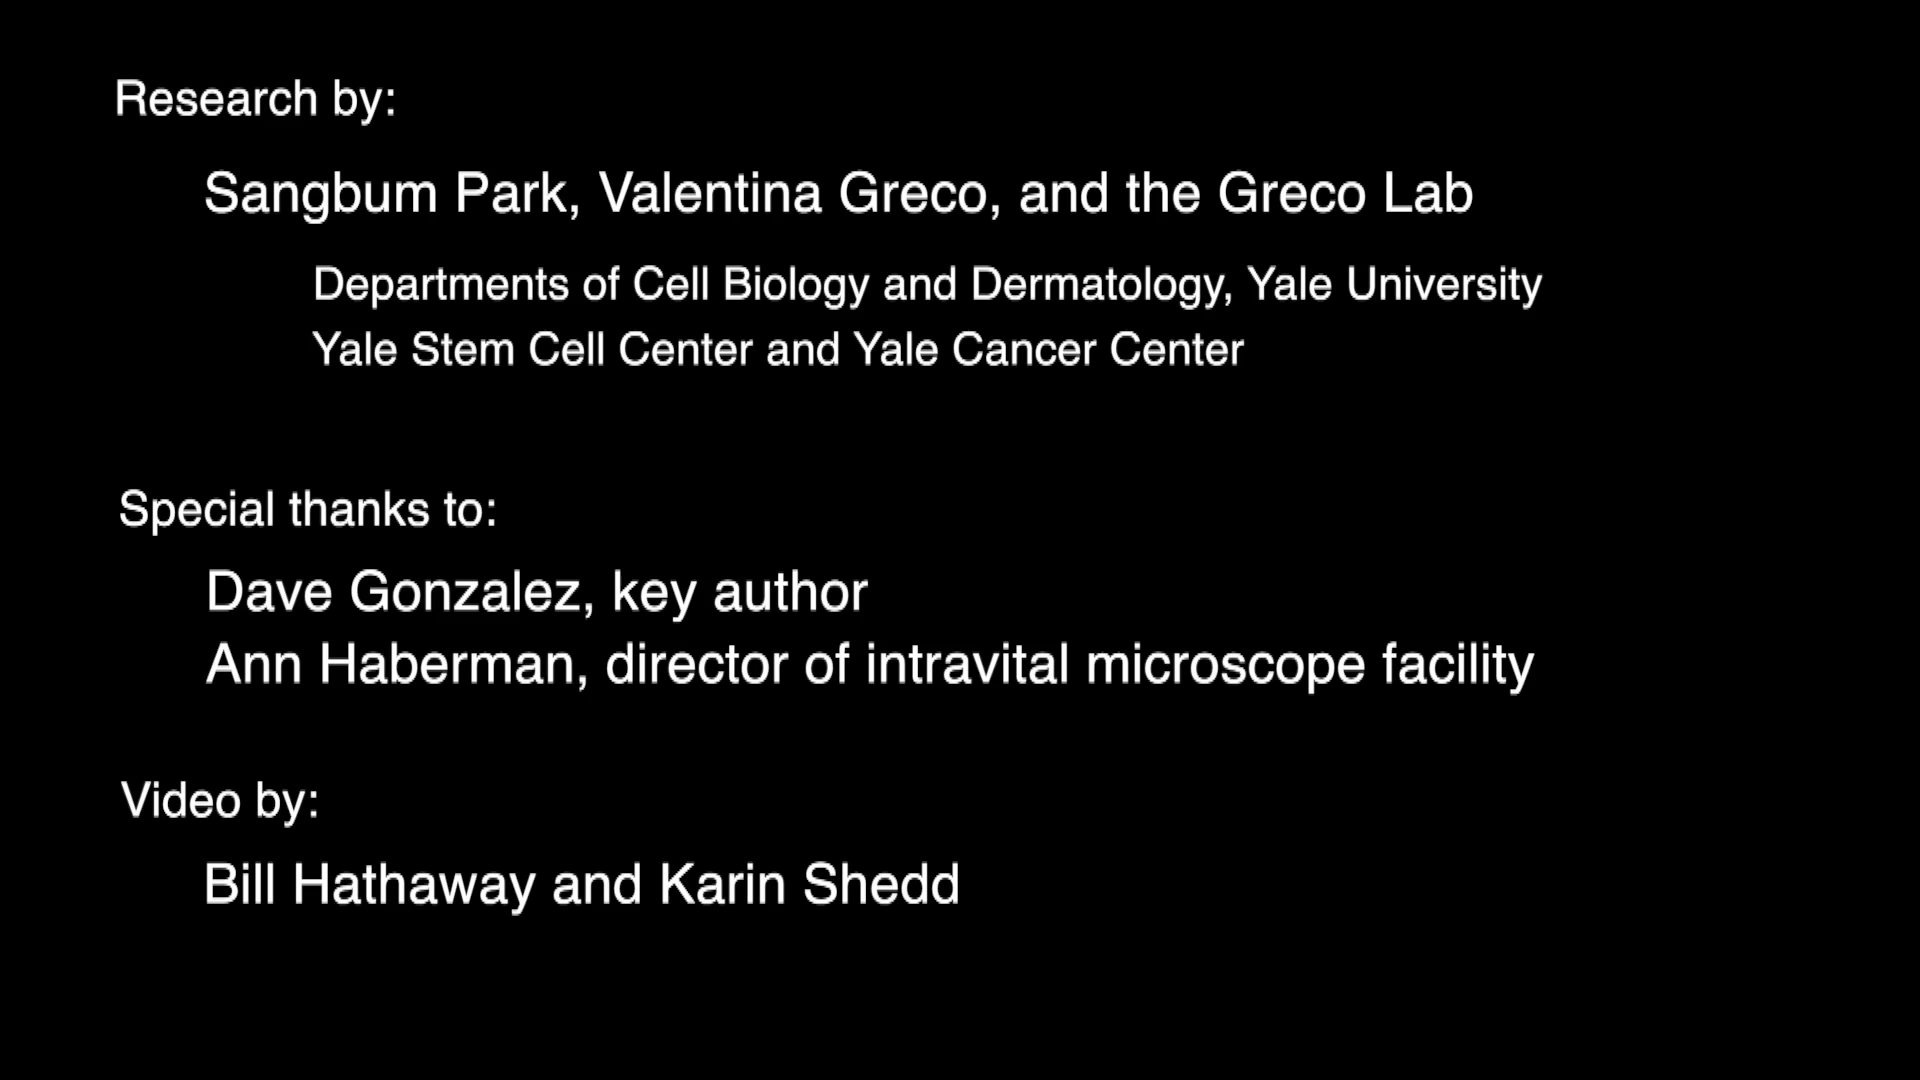 Research by:
Sangbum Park, Valentina Greco, and the Greco Lab
Departments of Cell Biology and Dermatology, Yale University
Yale Stem Cell Center and Yale Cancer Center
Special thanks to:
Dave Gonzalez, key author
Ann Haberman, director of intravital microscope facility
Video by:
Bill Hathaway and Karin Shedd